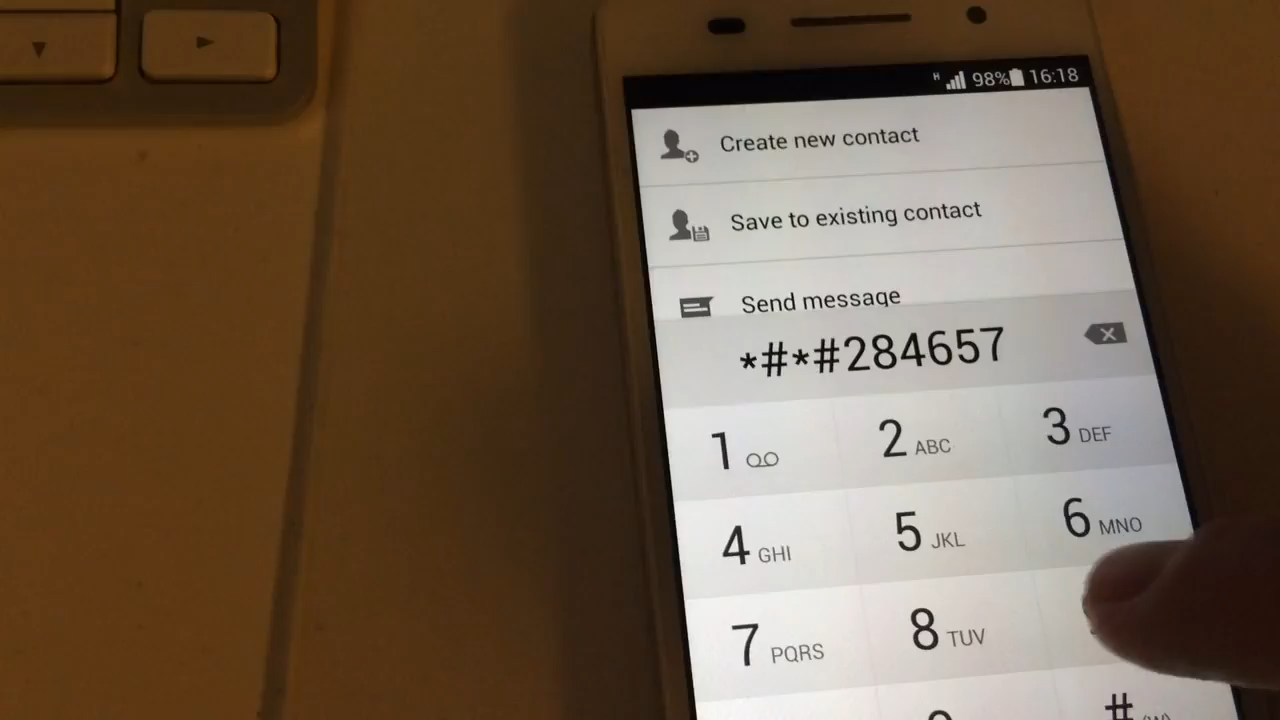 H 98% 16:18
Create new contact
Save to existing contact
Send message
*#*#284657
1 2 ABC 3 DEF
4 GHI 5 JKL 6 MNO
7 PQRS 8 TUV
#